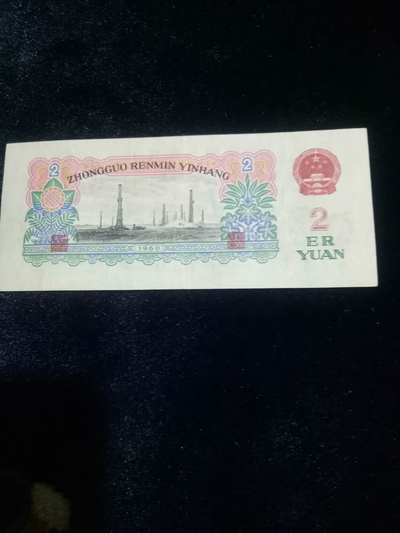 2 2
ZHONGGUO RENMIN YINHANG
1960
2
ER
YUAN